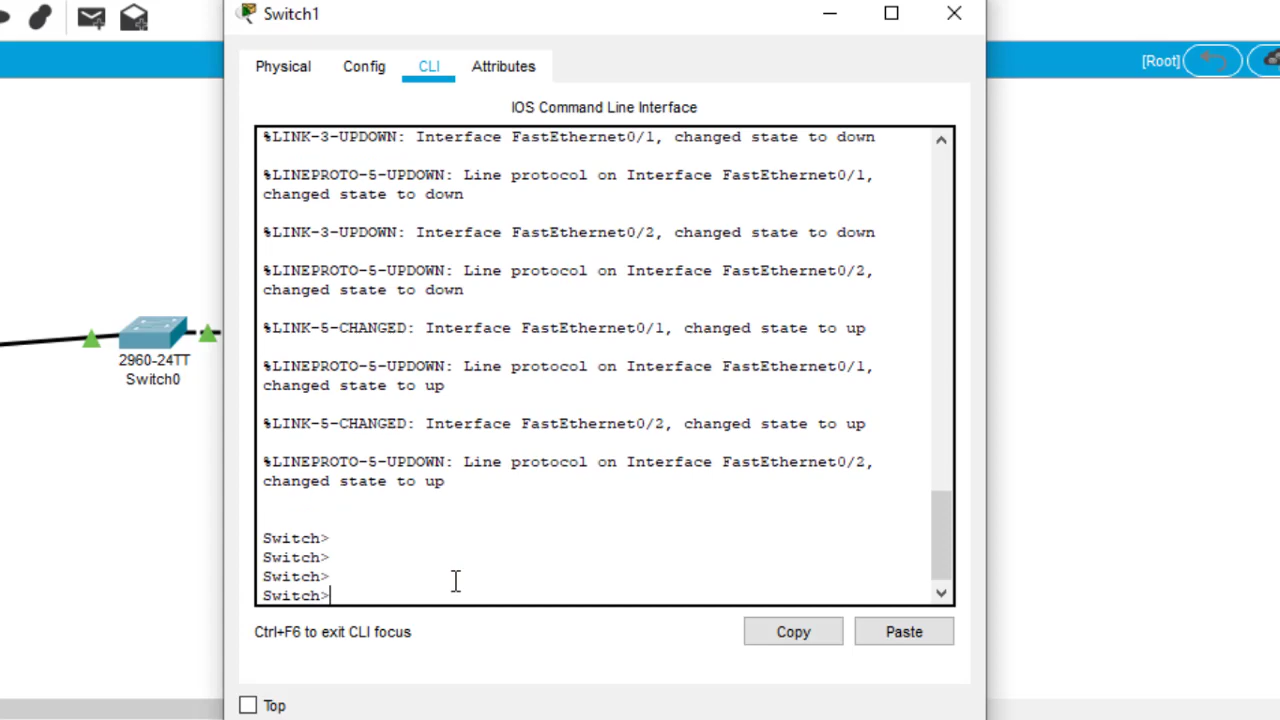 Switch1
[Root]
Physical Config CLI Attributes
IOS Command Line Interface
%LINK-3-UPDOWN: Interface FastEthernet0/1, changed state to down
%LINEPROTO-5-UPDOWN: Line protocol on Interface FastEthernet0/1,
changed state to down
%LINK-3-UPDOWN: Interface FastEthernet0/2, changed state to down
%LINEPROTO-5-UPDOWN: Line protocol on Interface FastEthernet0/2,
changed state to down
%LINK-5-CHANGED: Interface FastEthernet0/1, changed state to up
%LINEPROTO-5-UPDOWN: Line protocol on Interface FastEthernet0/1,
changed state to up
%LINK-5-CHANGED: Interface FastEthernet0/2, changed state to up
%LINEPROTO-5-UPDOWN: Line protocol on Interface FastEthernet0/2,
changed state to up
Switch>
Switch>
Switch>
Switch>
2960-24TT
Switch0
Ctrl+F6 to exit CLI focus
Copy
Paste
Top